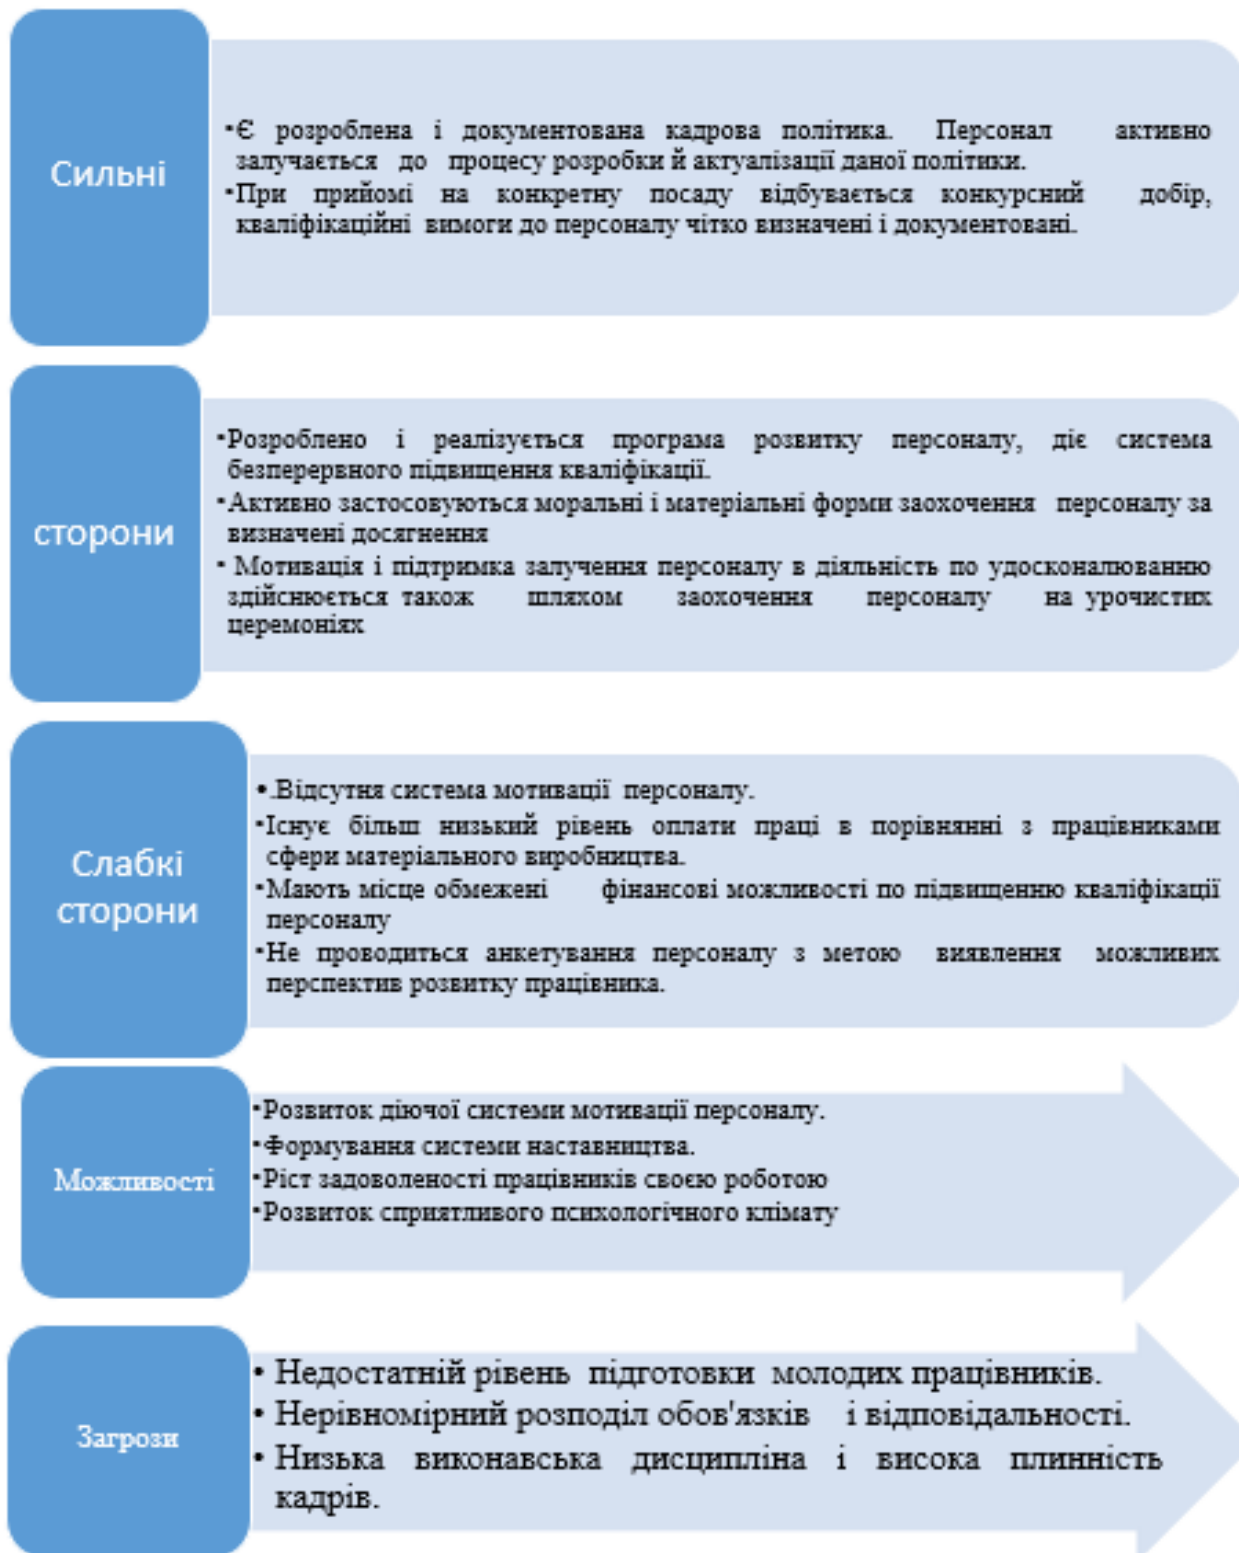 Сильні
•Є розроблена і документована кадрова політика. Персонал активно
залучається до процесу розробки й актуалізації даної політики.
•При прийомі на конкретну посаду відбувається конкурсний добір,
кваліфікаційні вимоги до персоналу чітко визначені і документовані.
сторони
•Розроблено і реалізується програма розвитку персоналу, діє система
безперервного підвищення кваліфікації.
•Активно застосовуються моральні і матеріальні форми заохочення персоналу за
визначені досягнення
• Мотивація і підтримка залучення персоналу в діяльність по удосконалюванню
здійснюється також шляхом заохочення персоналу на урочистих
церемоніях
Слабкі
сторони
•.Відсутня система мотивації персоналу.
•Існує більш низький рівень оплати праці в порівнянні з працівниками
сфери матеріального виробництва.
•Мають місце обмежені фінансові можливості по підвищенню кваліфікації
персоналу
•Не проводиться анкетування персоналу з метою виявлення можливих
перспектив розвитку працівника.
Можливості
•Розвиток діючої системи мотивації персоналу.
•Формування системи наставництва.
•Ріст задоволеності працівників своєю роботою
•Розвиток сприятливого психологічного клімату
Загрози
• Недостатній рівень підготовки молодих працівників.
• Нерівномірний розподіл обов'язків і відповідальності.
• Низька виконавська дисципліна і висока плинність
кадрів.